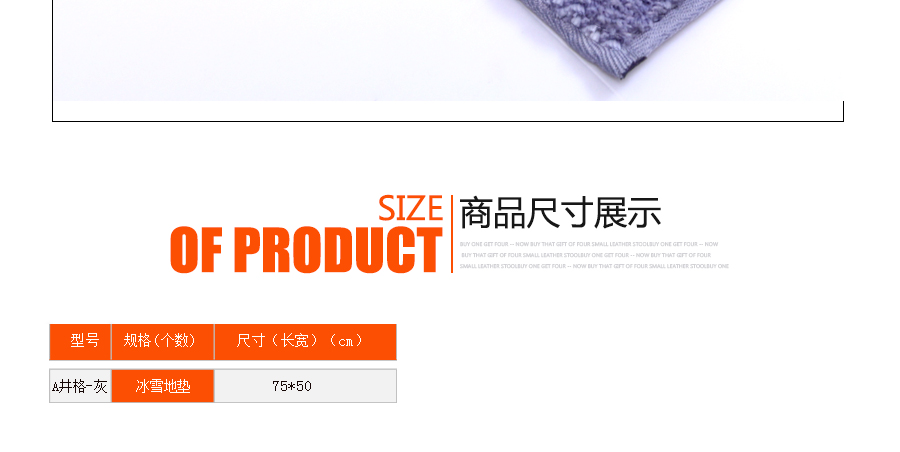 SIZE
OF PRODUCT
商品尺寸展示
BUY ONE GET FOUR -- NOW BUY THAT GIFT OF FOUR SMALL LEATHER STOOLBUY ONE GET FOUR -- NOW
BUY THAT GIFT OF FOUR SMALL LEATHER STOOLBUY ONE GET FOUR -- NOW BUY THAT GIFT OF FOUR
SMALL LEATHER STOOLBUY ONE GET FOUR -- NOW BUY THAT GIFT OF FOUR SMALL LEATHER STOOLBUY ONE
型号 规格(个数) 尺寸（长宽）（cm）
A井格-灰 冰雪地垫 75*50